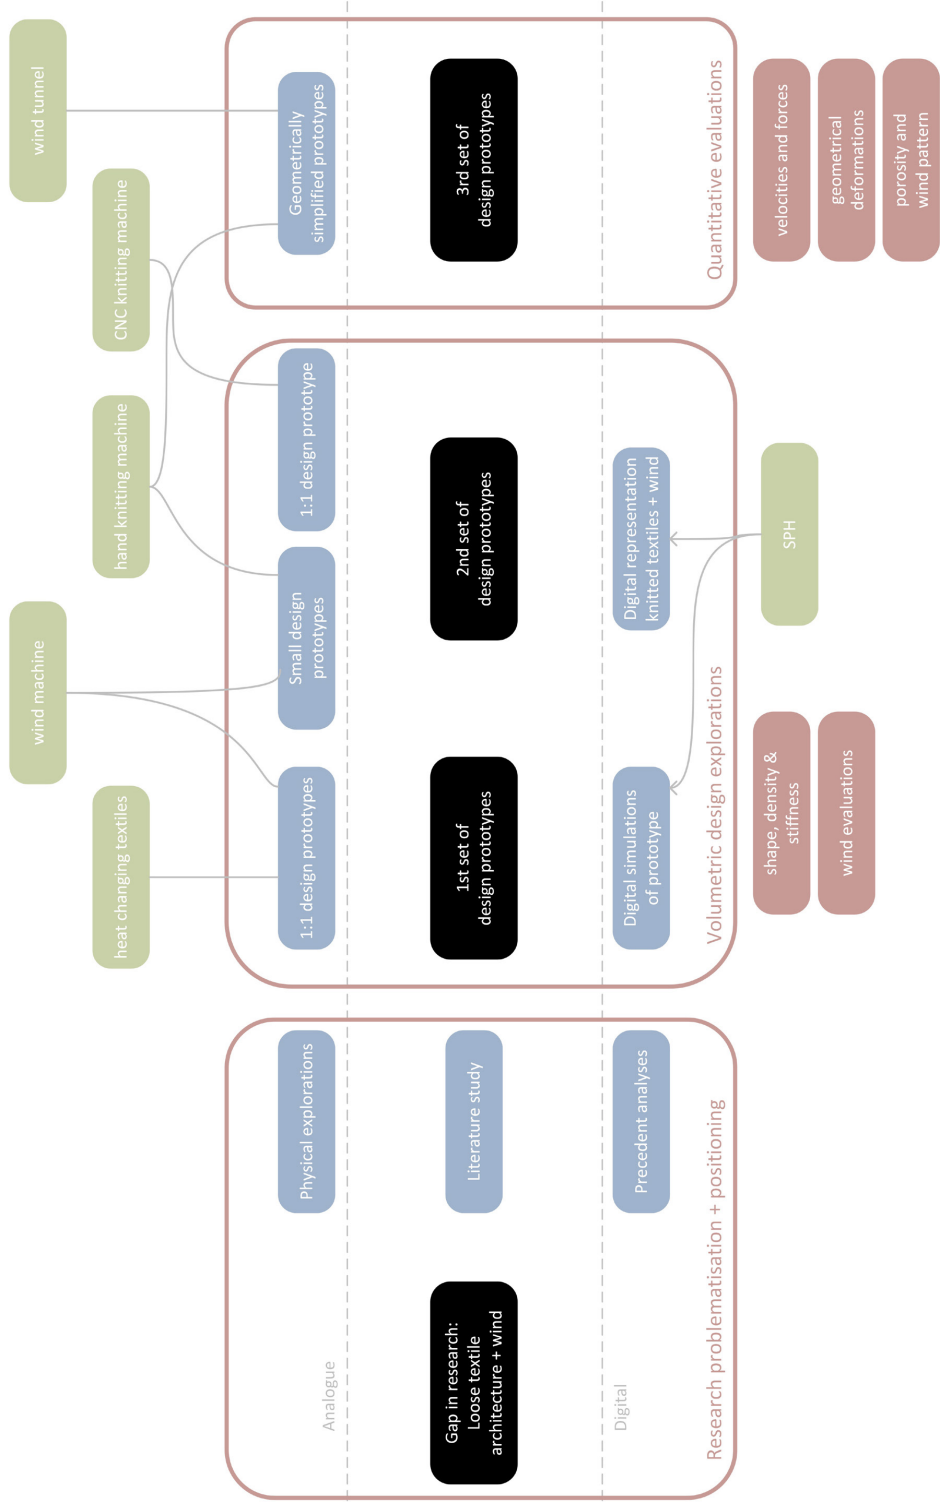 wind machine
wind tunnel
heat changing textiles
hand knitting machine
CNC knitting machine
Analogue
Physical explorations
1:1 design prototypes
Small design
prototypes
1:1 design prototype
Geometrically
simplified prototypes
Gap in research:
Loose textile
architecture + wind
Literature study
1st set of
design prototypes
2nd set of
design prototypes
3rd set of
design prototypes
Digital
Precedent analyses
Digital simulations
of prototype
Digital representation
knitted textiles + wind
Research problematisation + positioning
Volumetric design explorations
Quantitative evaluations
shape, density &
stiffness
wind evaluations
SPH
velocities and forces
geometrical
deformations
porosity and
wind pattern